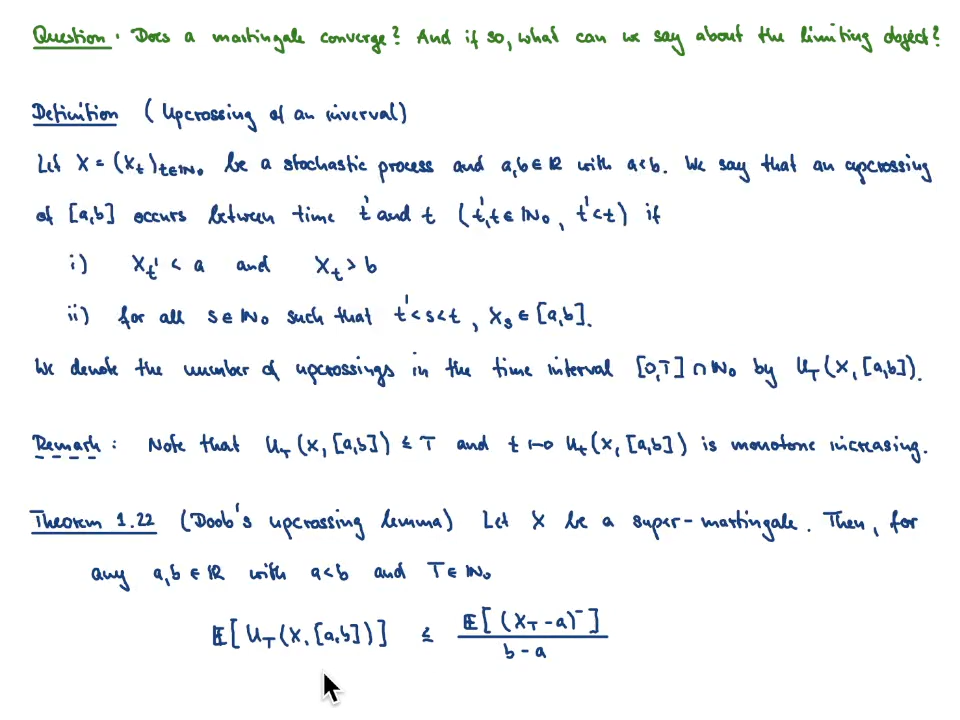 Question. Does a martingale converge? And if so, what can we say about the limiting object?
Definition (Upcrossing of an inverval)
Let X = (X_t)_{t∈ℕ₀} be a stochastic process and a,b ∈ ℝ with a<b. We say that an upcrossing
of [a,b] occurs between time t' and t (t',t ∈ ℕ₀, t'<t) if
i) X_{t'} < a and X_t > b
ii) for all s ∈ ℕ₀ such that t'<s<t, X_s ∈ [a,b].
We denote the number of upcrossings in the time interval [0,T] ∩ ℕ₀ by U_T(X,[a,b]).
Remark: Note that U_T(X,[a,b]) ≤ T and t ↦ U_t(X,[a,b]) is monotone increasing.
Theorem 1.22 (Doob's upcrossing lemma) Let X be a super-martingale. Then, for
any a,b ∈ ℝ with a<b and T ∈ ℕ₀
𝔼[U_T(X,[a,b])] ≤ 𝔼[(X_T - a)⁻] / (b - a)